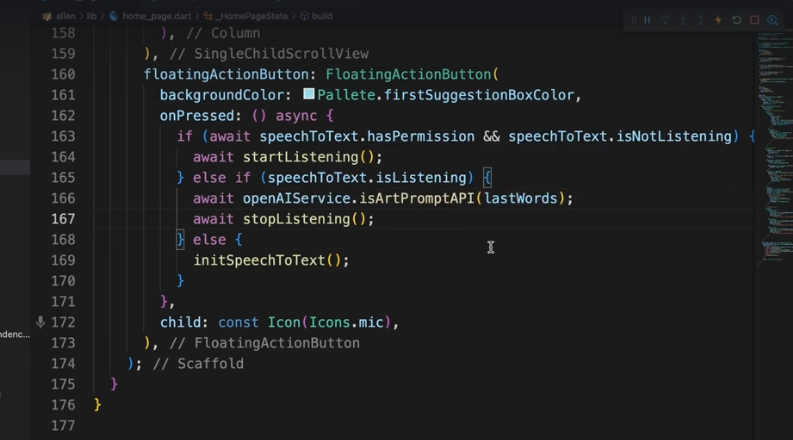 allen > lib > home_page.dart > _HomePageState > build
158 ), // Column
159 ), // SingleChildScrollView
160 floatingActionButton: FloatingActionButton(
161 backgroundColor: Pallete.firstSuggestionBoxColor,
162 onPressed: () async {
163 if (await speechToText.hasPermission && speechToText.isNotListening) {
164 await startListening();
165 } else if (speechToText.isListening) {
166 await openAIService.isArtPromptAPI(lastWords);
167 await stopListening();
168 } else {
169 initSpeechToText();
170 }
171 },
172 child: const Icon(Icons.mic),
ndenc...
173 ), // FloatingActionButton
174 ); // Scaffold
175 }
176 }
177